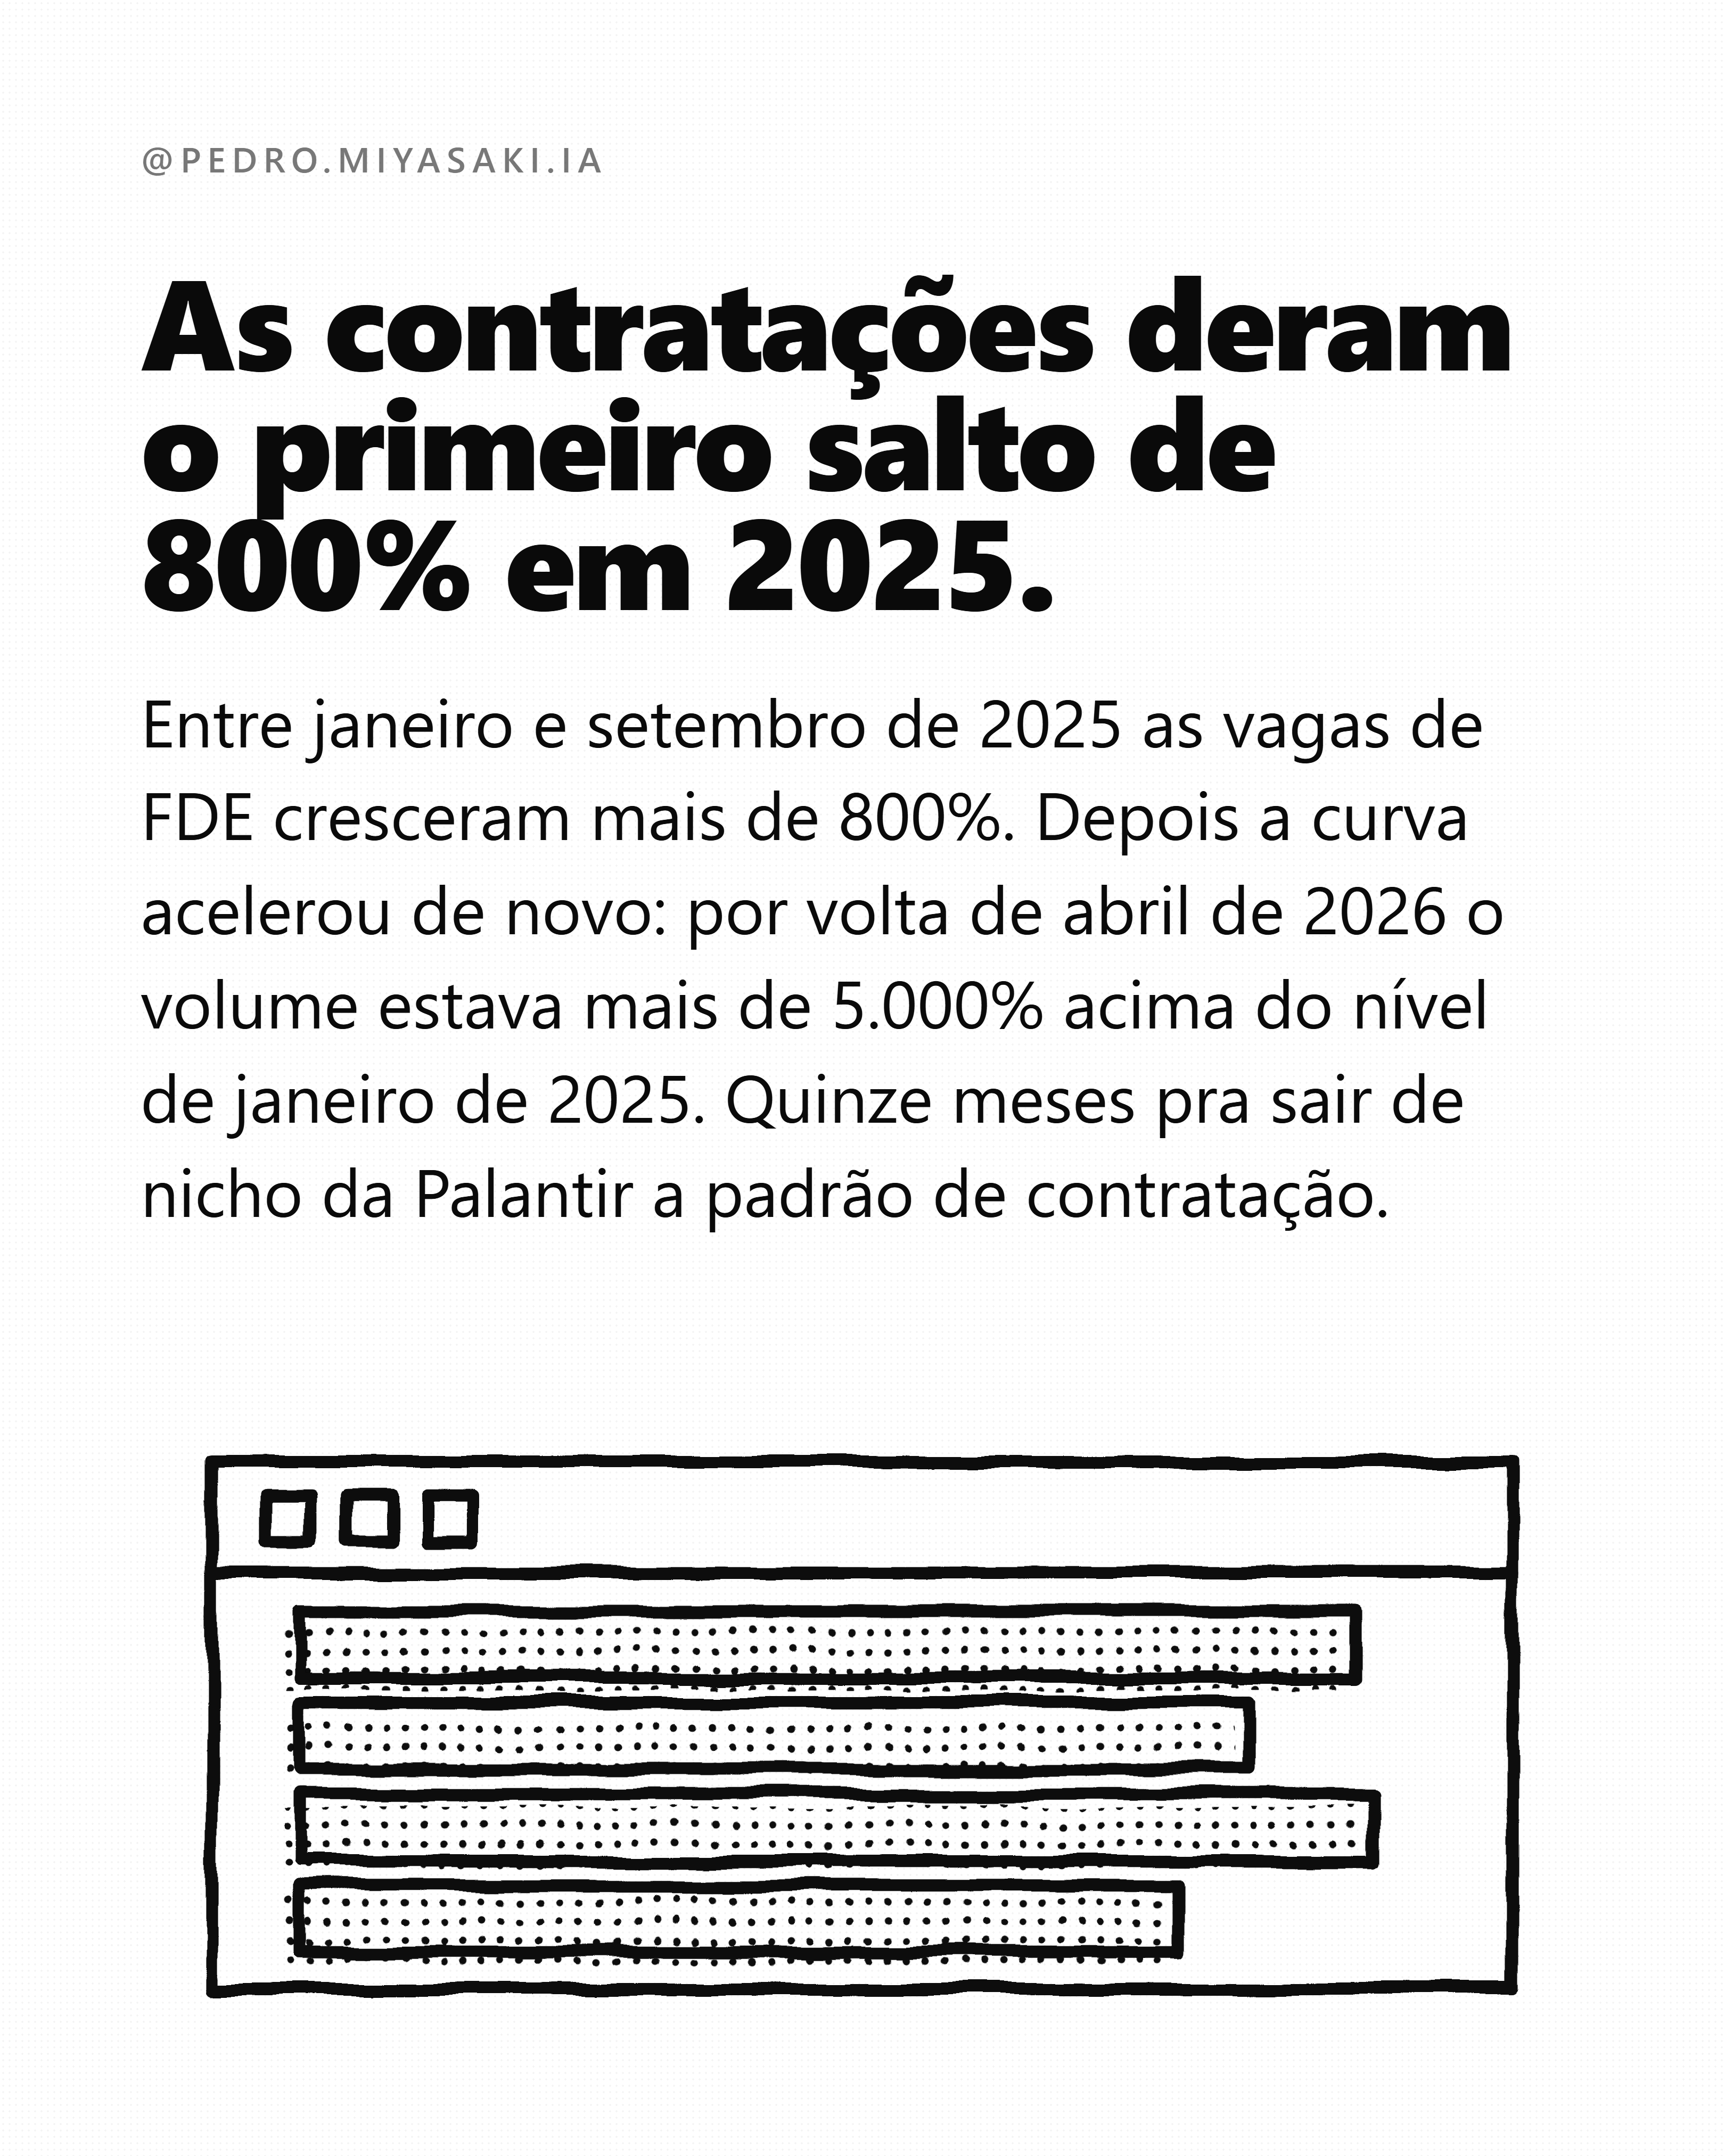 @PEDRO.MIYASAKI.IA
As contratações deram
o primeiro salto de
800% em 2025.
Entre janeiro e setembro de 2025 as vagas de
FDE cresceram mais de 800%. Depois a curva
acelerou de novo: por volta de abril de 2026 o
volume estava mais de 5.000% acima do nível
de janeiro de 2025. Quinze meses pra sair de
nicho da Palantir a padrão de contratação.